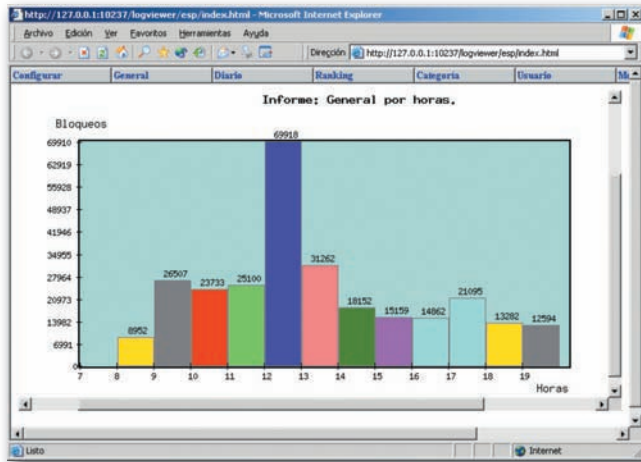 http://127.0.0.1:10237/logviewer/esp/index.html - Microsoft Internet Explorer
Archivo Edición Ver Favoritos Herramientas Ayuda
Dirección http://127.0.0.1:10237/logviewer/esp/index.html
Configurar General Diario Ranking Categoria Usuario
Informe: General por horas.
Bloqueos
69918
69910
62919
55928
48937
41946
34955
31262
27964
26507
25100
23733
20973
21095
18152
15159
14862
13982
13282
12594
8952
6991
0
7 8 9 10 11 12 13 14 15 16 17 18 19
Horas
Listo Internet